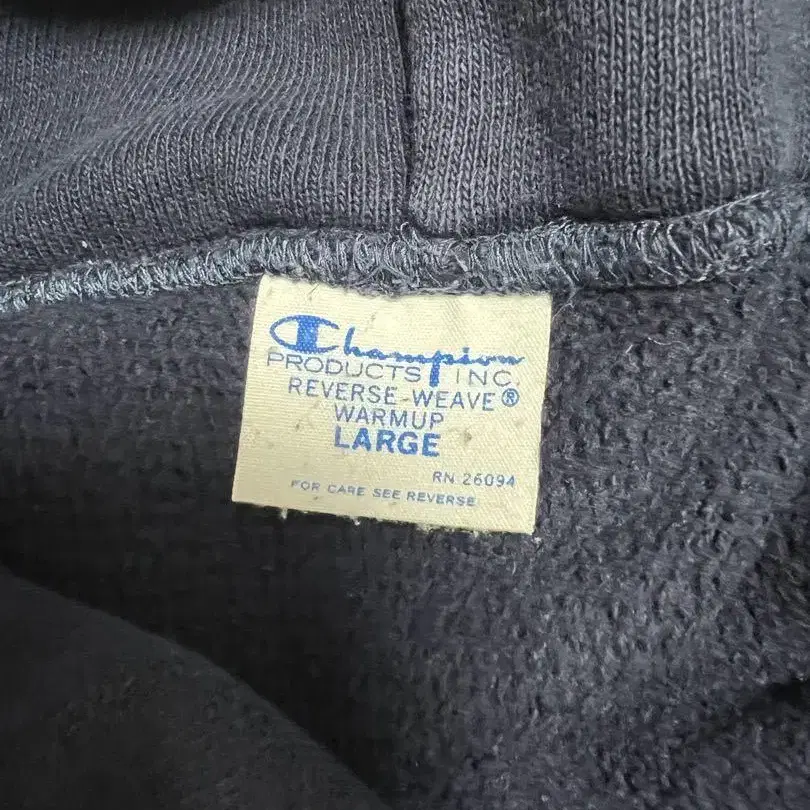 Champion
PRODUCTS INC.
REVERSE-WEAVE®
WARMUP
LARGE
RN 26094
FOR CARE SEE REVERSE